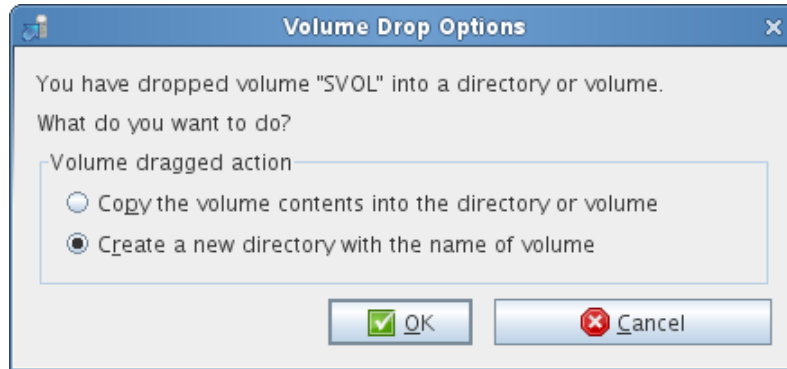 Volume Drop Options
You have dropped volume "SVOL" into a directory or volume.
What do you want to do?
Volume dragged action
Copy the volume contents into the directory or volume
Create a new directory with the name of volume
OK
Cancel